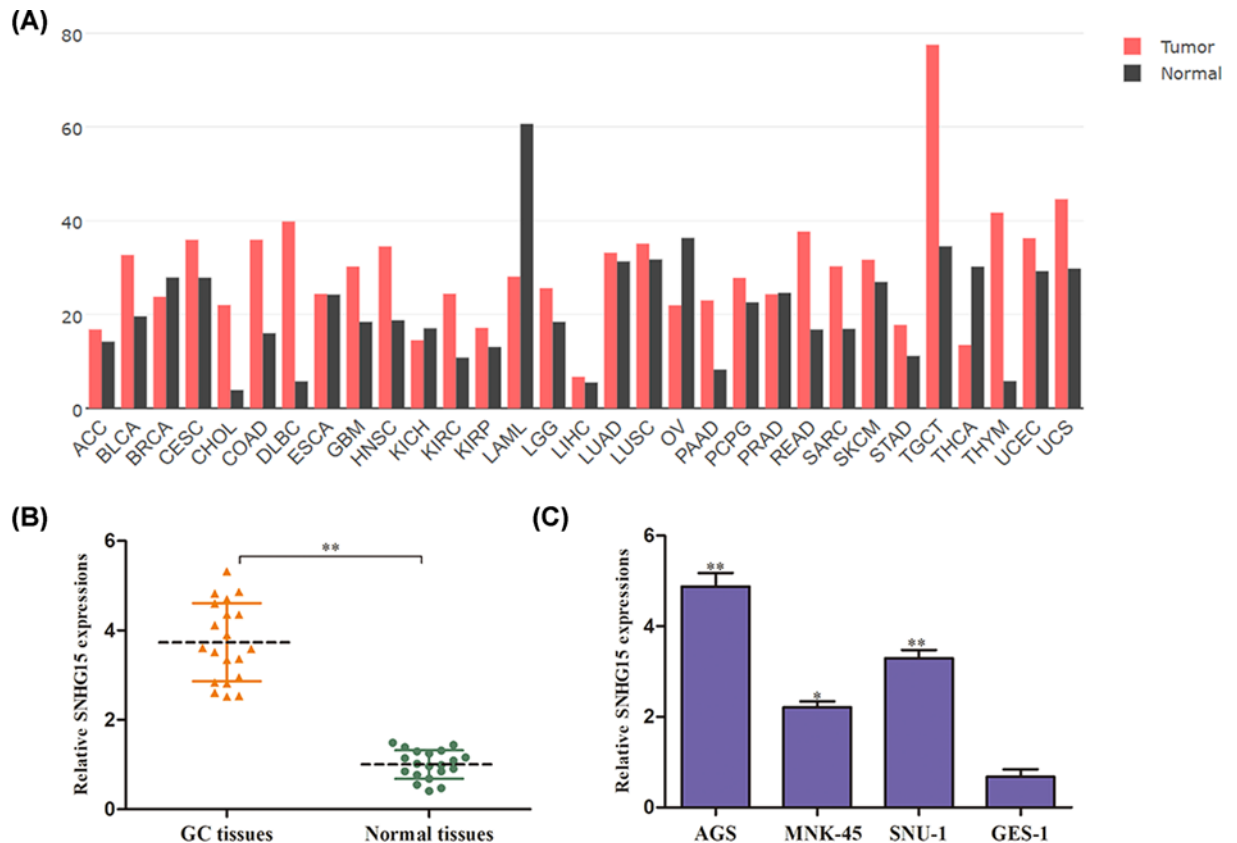 (A)
80
60
40
20
0
Tumor
Normal
ACC BLCA BRCA CESC CHOL COAD DLBC ESCA GBM HNSC KICH KIRC KIRP LAML LGG LIHC LUAD LUSC OV PAAD PCPG PRAD READ SARC SKCM STAD TGCT THCA THYM UCEC UCS
(B)
Relative SNHG15 expressions
6
4
2
0
**
GC tissues Normal tissues
(C)
Relative SNHG15 expressions
6
4
2
0
**
*
**
AGS MNK-45 SNU-1 GES-1